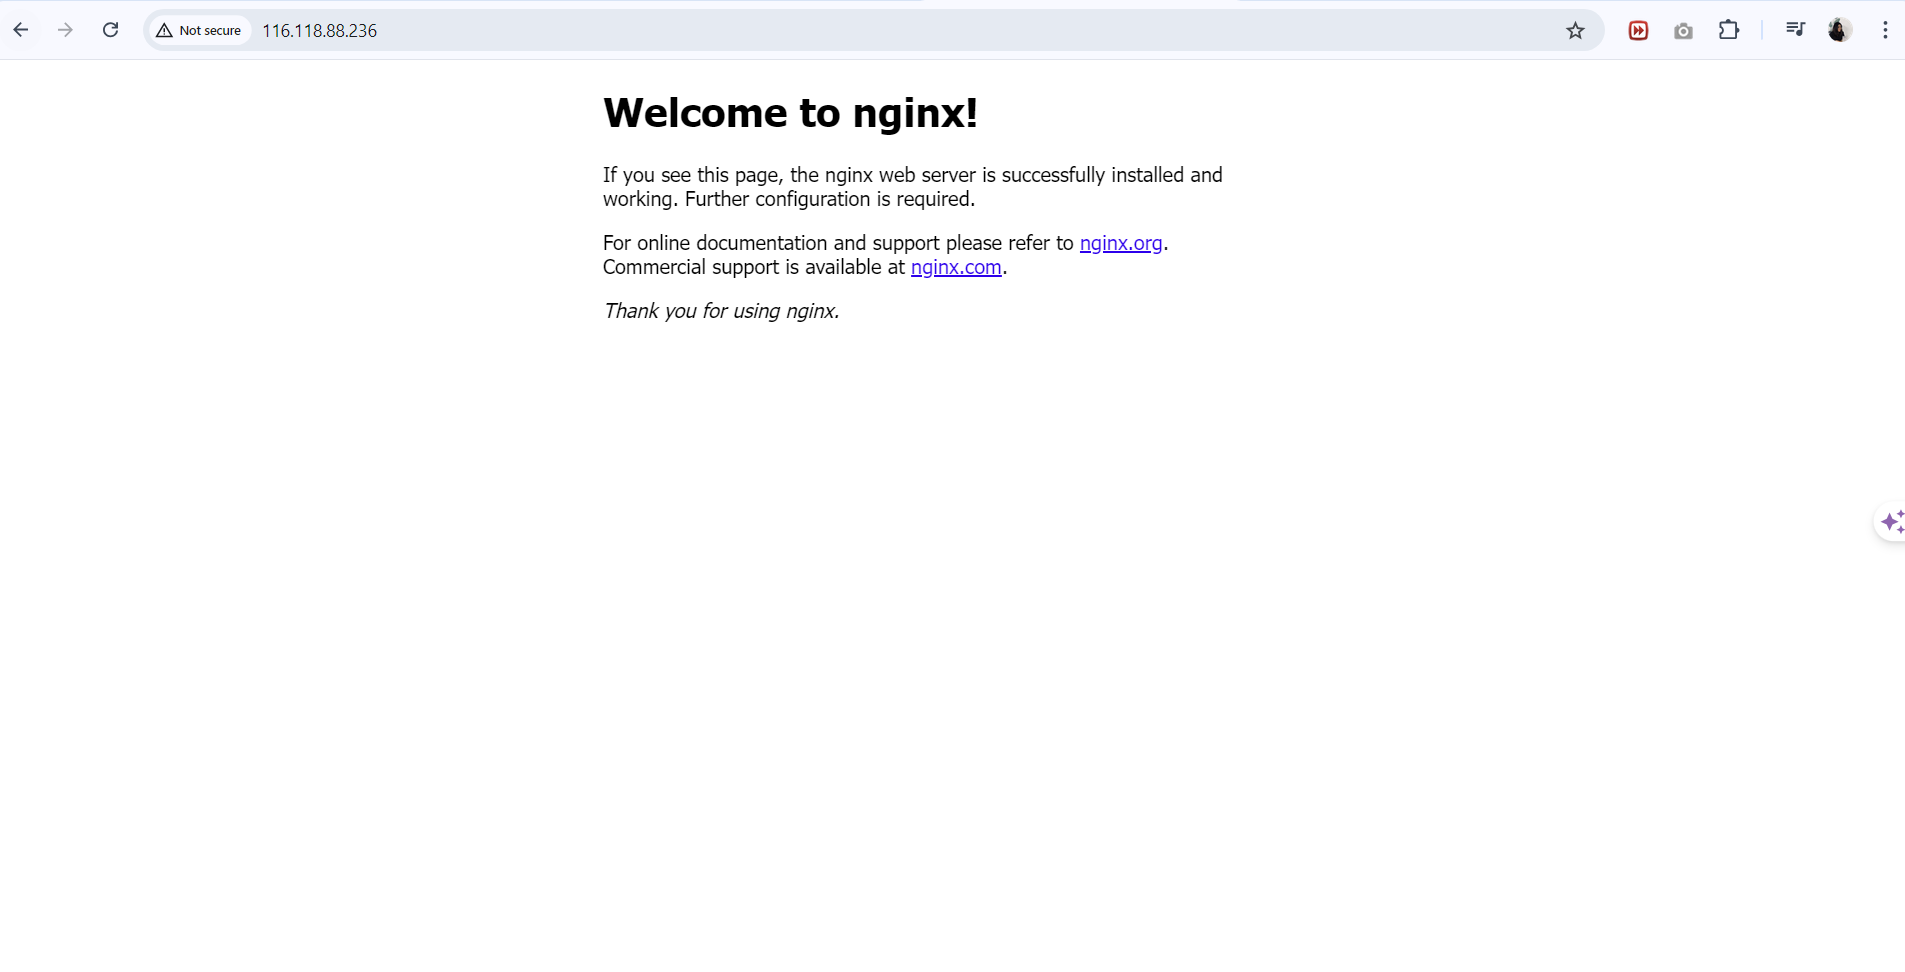 Not secure 116.118.88.236
Welcome to nginx!
If you see this page, the nginx web server is successfully installed and
working. Further configuration is required.
For online documentation and support please refer to nginx.org.
Commercial support is available at nginx.com.
Thank you for using nginx.